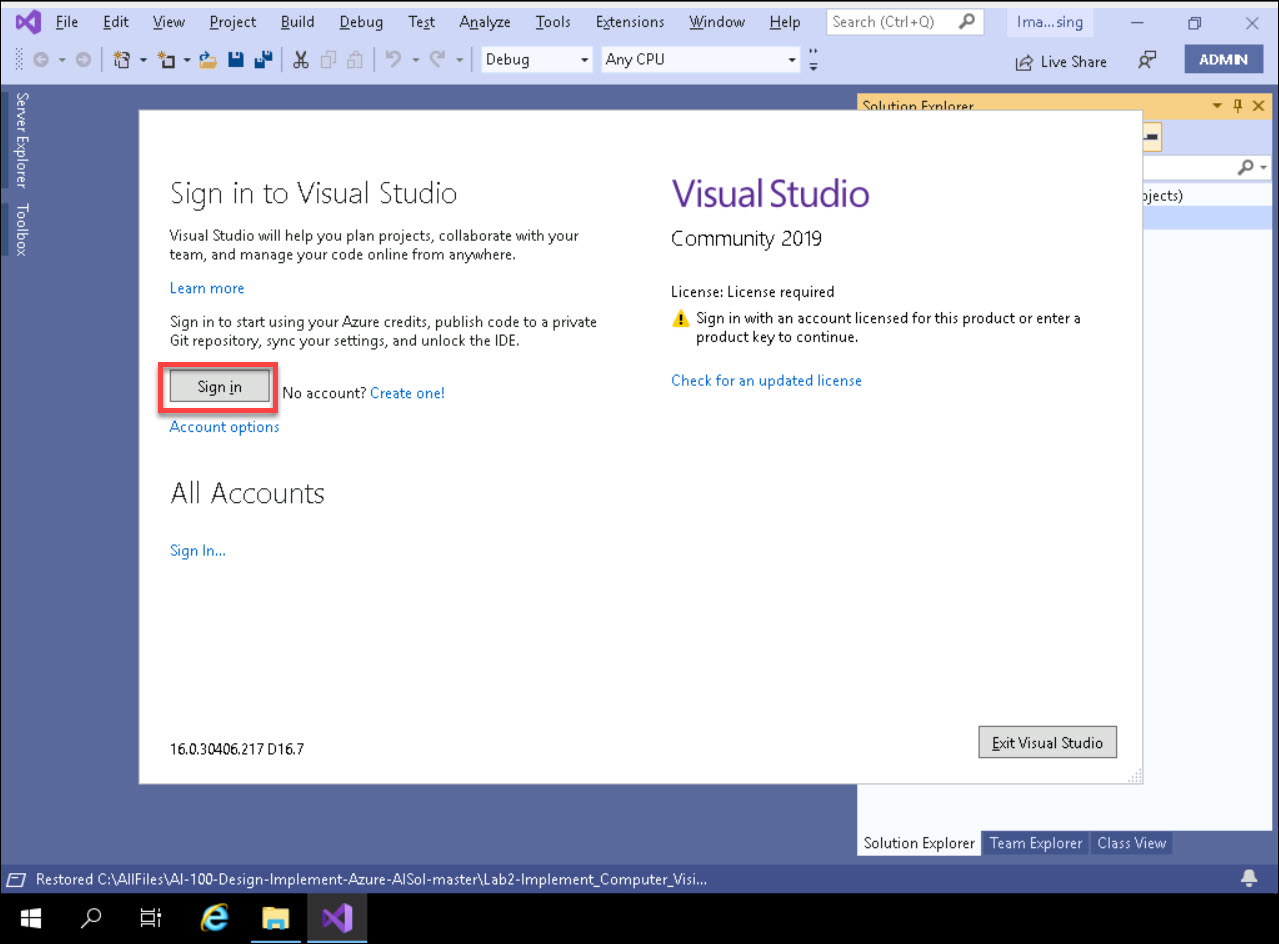 File Edit View Project Build Debug Test Analyze Tools Extensions Window Help Search (Ctrl+Q) Ima...sing
Debug Any CPU Live Share ADMIN
Server Explorer
Toolbox
Solution Explorer
ojects)
Sign in to Visual Studio
Visual Studio will help you plan projects, collaborate with your
team, and manage your code online from anywhere.
Learn more
Sign in to start using your Azure credits, publish code to a private
Git repository, sync your settings, and unlock the IDE.
Sign in
No account? Create one!
Account options
All Accounts
Sign In...
16.0.30406.217 D16.7
Visual Studio
Community 2019
License: License required
Sign in with an account licensed for this product or enter a
product key to continue.
Check for an updated license
Exit Visual Studio
Solution Explorer Team Explorer Class View
Restored C:\AllFiles\AI-100-Design-Implement-Azure-AISol-master\Lab2-Implement_Computer_Visi...